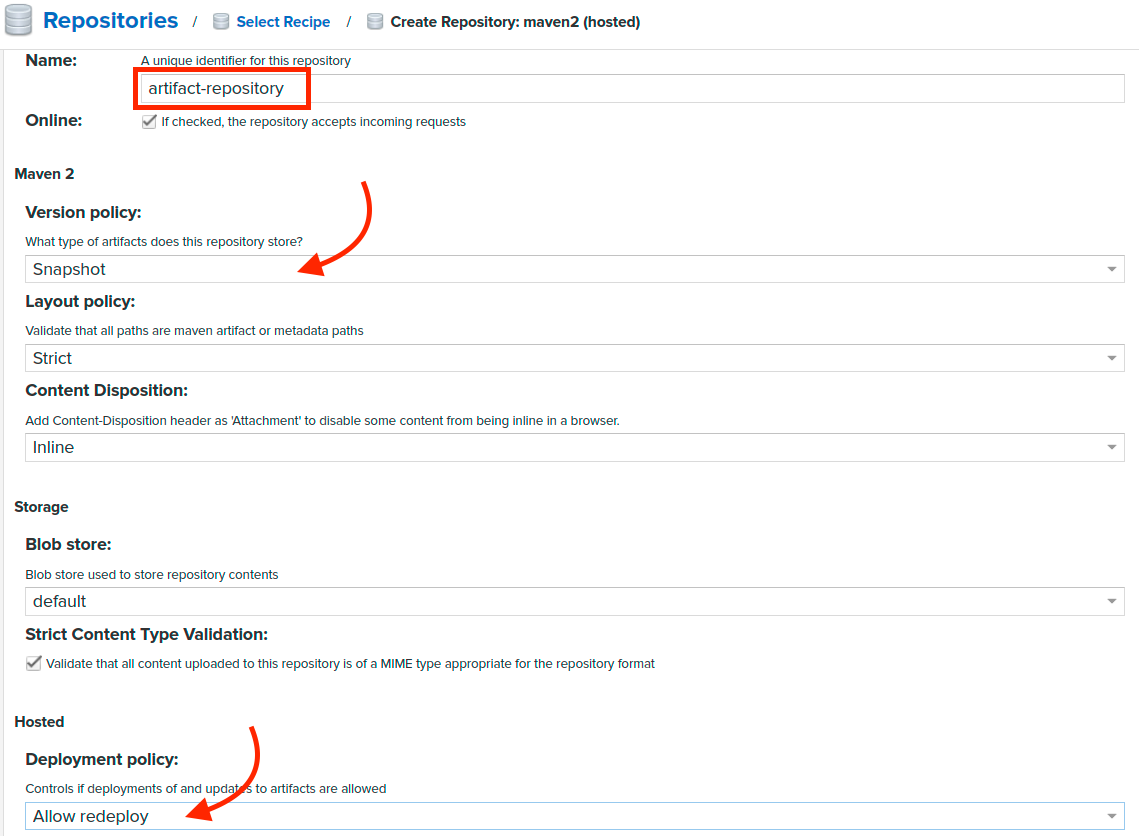 Repositories / Select Recipe / Create Repository: maven2 (hosted)
Name: A unique identifier for this repository
artifact-repository
Online: If checked, the repository accepts incoming requests
Maven 2
Version policy:
What type of artifacts does this repository store?
Snapshot
Layout policy:
Validate that all paths are maven artifact or metadata paths
Strict
Content Disposition:
Add Content-Disposition header as 'Attachment' to disable some content from being inline in a browser.
Inline
Storage
Blob store:
Blob store used to store repository contents
default
Strict Content Type Validation:
Validate that all content uploaded to this repository is of a MIME type appropriate for the repository format
Hosted
Deployment policy:
Controls if deployments of and updates to artifacts are allowed
Allow redeploy